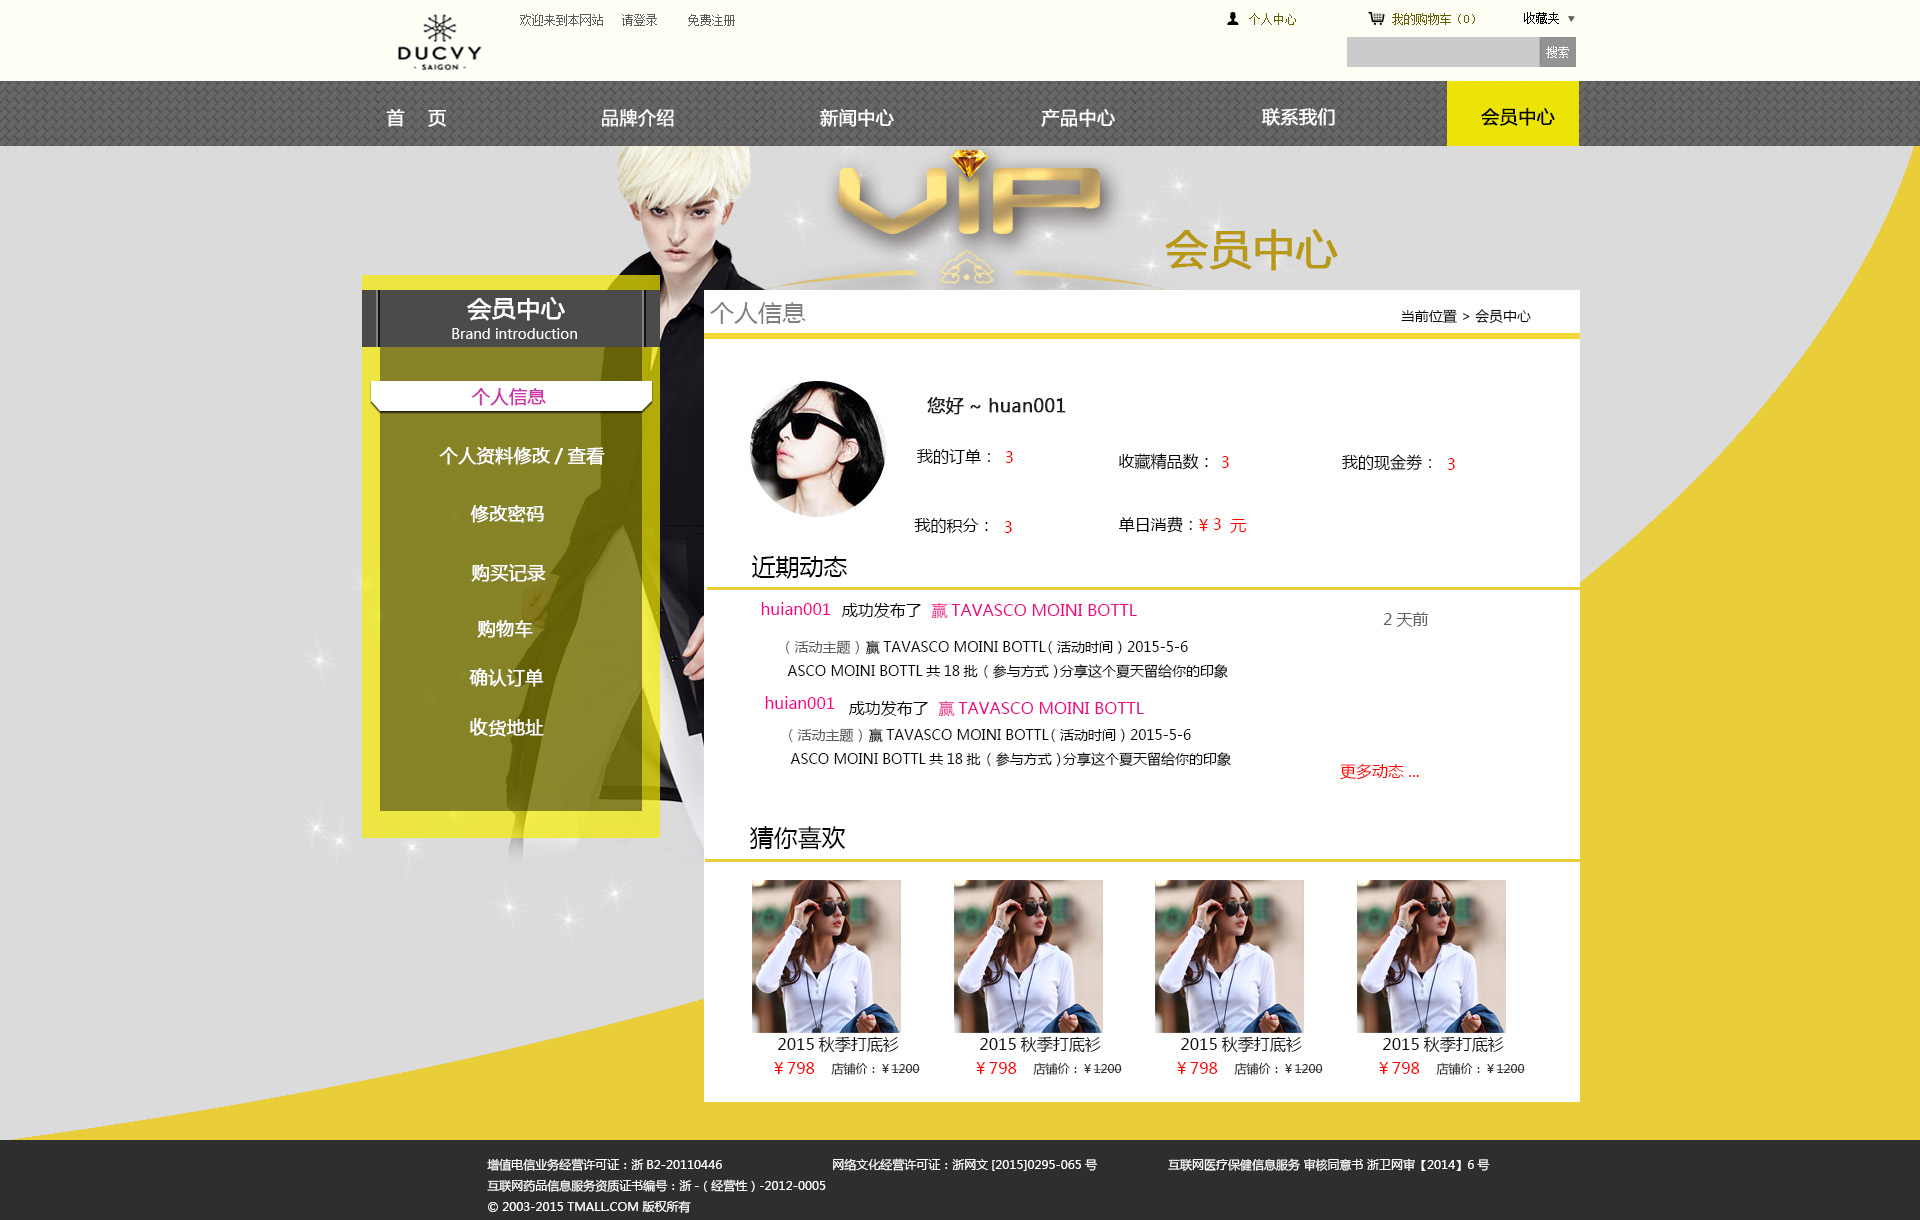 DUCVY
- SAIGON -
欢迎来到本网站 请登录 免费注册
个人中心 我的购物车（0） 收藏夹
搜索
首 页 品牌介绍 新闻中心 产品中心 联系我们 会员中心
VIP
会员中心
会员中心
Brand introduction
个人信息
个人资料修改 / 查看
修改密码
购买记录
购物车
确认订单
收货地址
个人信息 当前位置 > 会员中心
您好 ~ huan001
我的订单： 3 收藏精品数： 3 我的现金券： 3
我的积分： 3 单日消费：¥ 3 元
近期动态
huian001 成功发布了 赢 TAVASCO MOINI BOTTL 2 天前
（活动主题）赢 TAVASCO MOINI BOTTL（活动时间）2015-5-6
ASCO MOINI BOTTL 共 18 批（参与方式）分享这个夏天留给你的印象
huian001 成功发布了 赢 TAVASCO MOINI BOTTL
（活动主题）赢 TAVASCO MOINI BOTTL（活动时间）2015-5-6
ASCO MOINI BOTTL 共 18 批（参与方式）分享这个夏天留给你的印象
更多动态 ...
猜你喜欢
2015 秋季打底衫 2015 秋季打底衫 2015 秋季打底衫 2015 秋季打底衫
¥ 798 店铺价：¥ 1200 ¥ 798 店铺价：¥ 1200 ¥ 798 店铺价：¥ 1200 ¥ 798 店铺价：¥ 1200
增值电信业务经营许可证：浙 B2-20110446 网络文化经营许可证：浙网文 [2015]0295-065 号 互联网医疗保健信息服务 审核同意书 浙卫网审【2014】6 号
互联网药品信息服务资质证书编号：浙 -（经营性）-2012-0005
© 2003-2015 TMALL.COM 版权所有